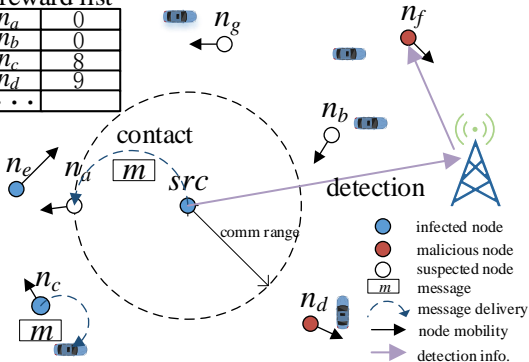 reward list
n_a 0
n_b 0
n_c 8
n_d 9
...
n_g
n_f
n_b
contact
m
n_e
n_a
src
detection
comm range
n_c
m
n_d
infected node
malicious node
suspected node
m message
message delivery
node mobility
detection info.